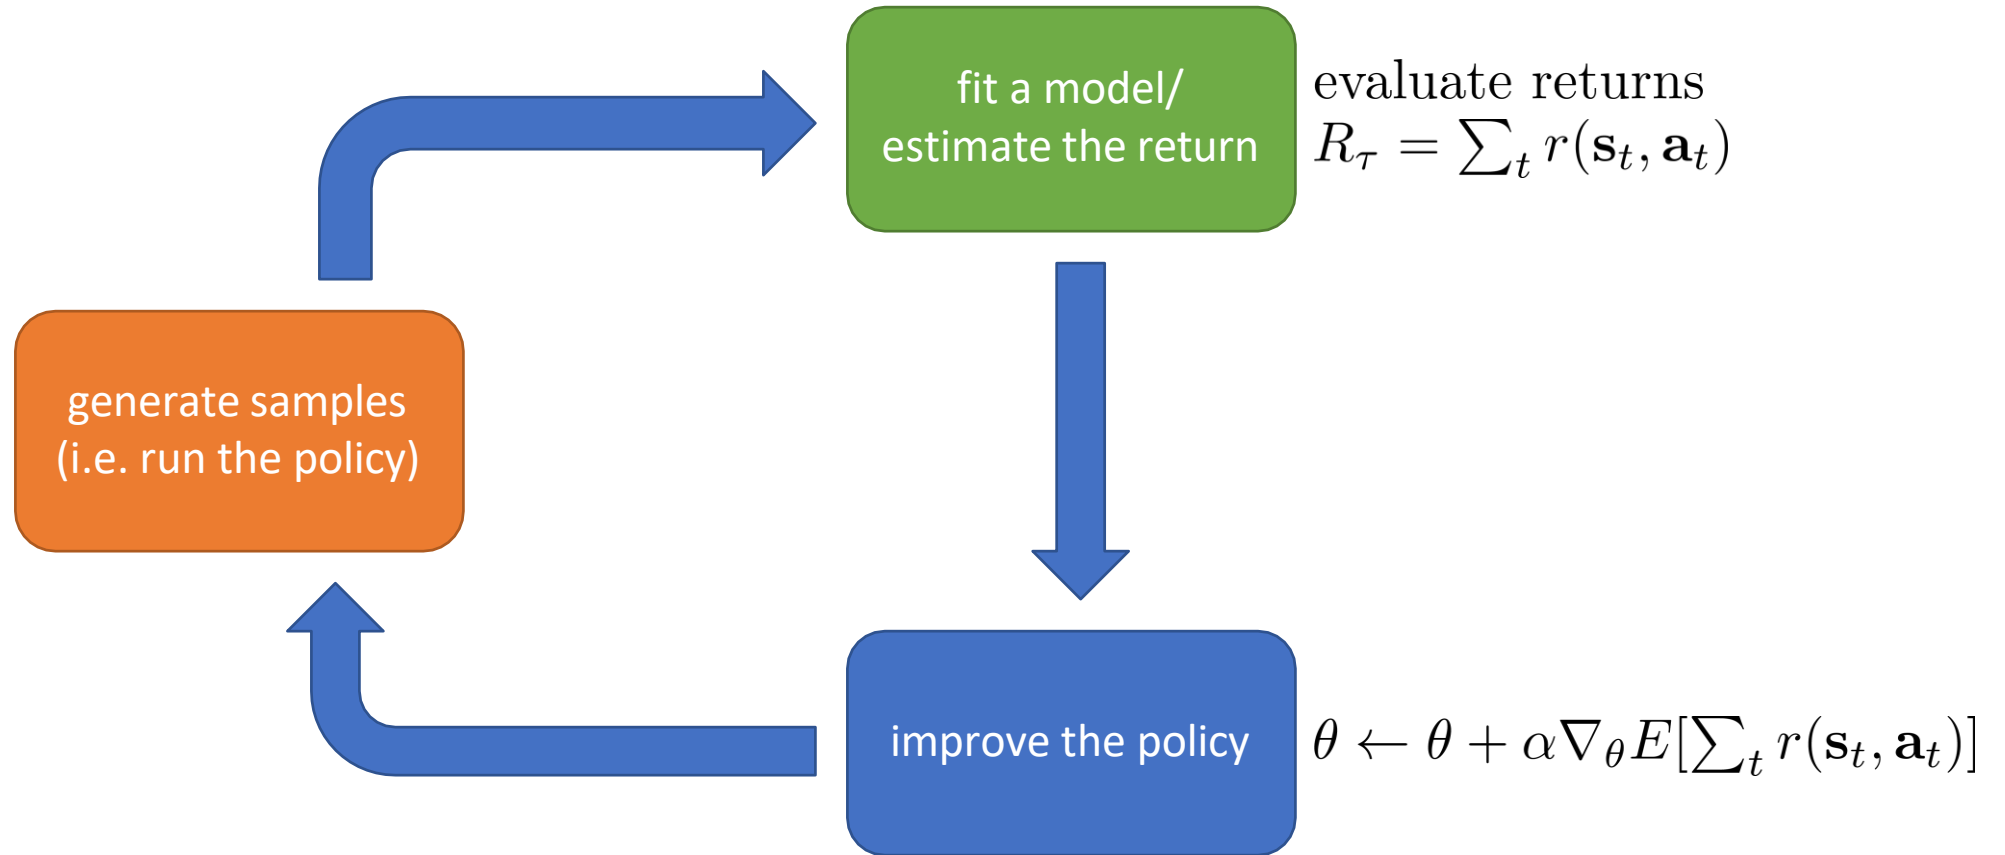 fit a model/
estimate the return
evaluate returns
R_τ = ∑_t r(𝐬_t, 𝐚_t)
generate samples
(i.e. run the policy)
improve the policy
θ ← θ + α∇_θ E[∑_t r(𝐬_t, 𝐚_t)]